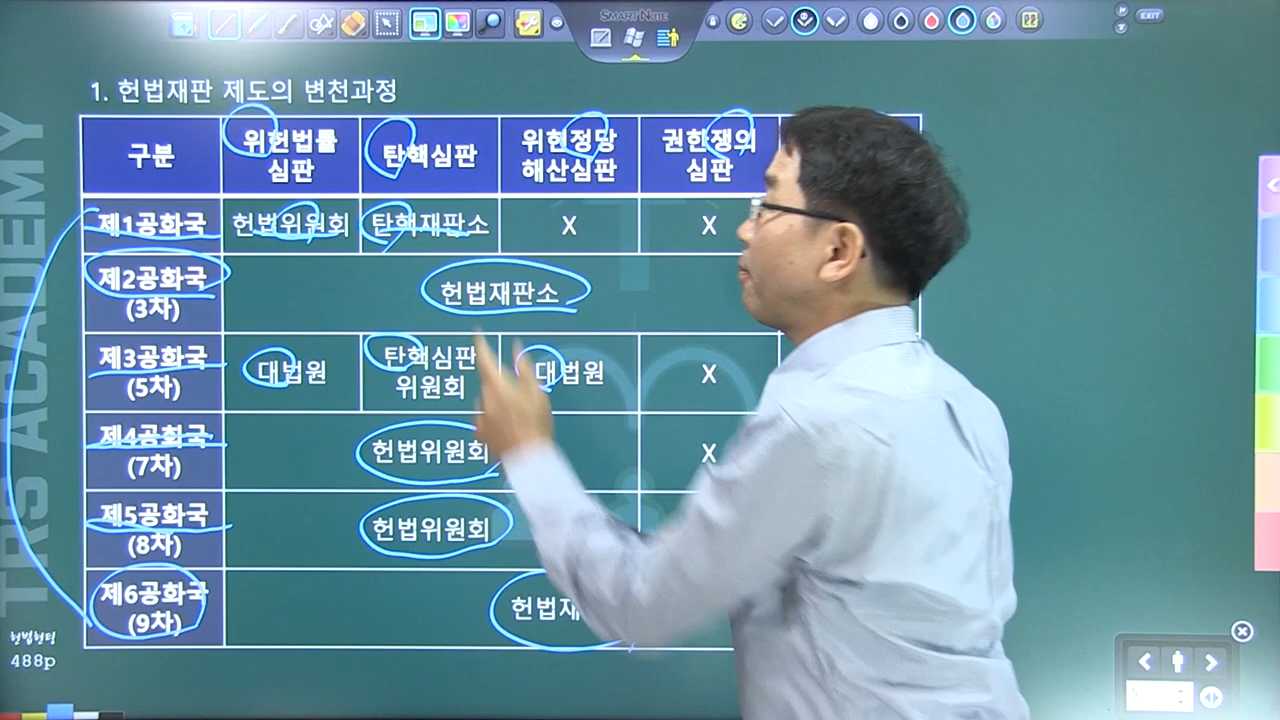 SMART NOTE
EXIT
TRS ACADEMY
1. 헌법재판 제도의 변천과정
구분 위헌법률 심판 탄핵심판 위헌정당 해산심판 권한쟁의 심판
제1공화국 헌법위원회 탄핵재판소 X X
제2공화국 (3차) 헌법재판소
제3공화국 (5차) 대법원 탄핵심판 위원회 대법원 X
제4공화국 (7차) 헌법위원회 X
제5공화국 (8차) 헌법위원회
제6공화국 (9차) 헌법재
488p